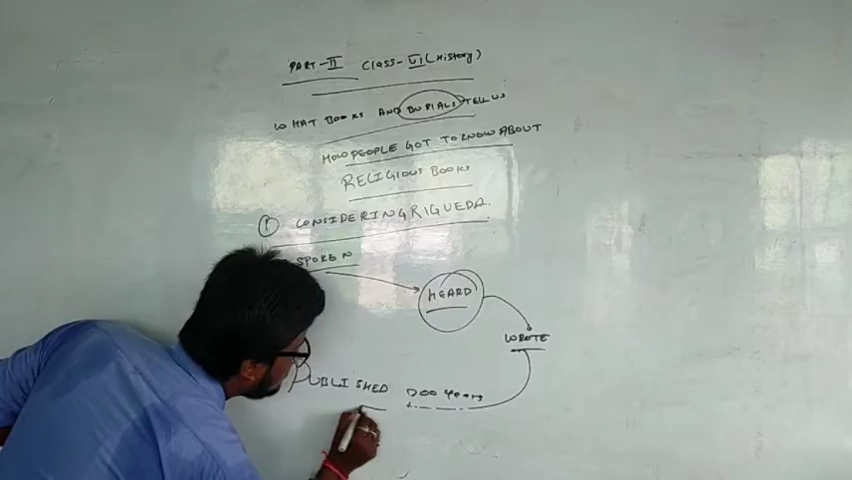 PART-II CLASS-VI (History)
WHAT BOOKS AND BURIALS TELL US
HOW PEOPLE GOT TO KNOW ABOUT
RELIGIOUS BOOKS
① CONSIDERING RIGVEDA.
SPOKEN
HEARD
WROTE
PUBLISHED Years